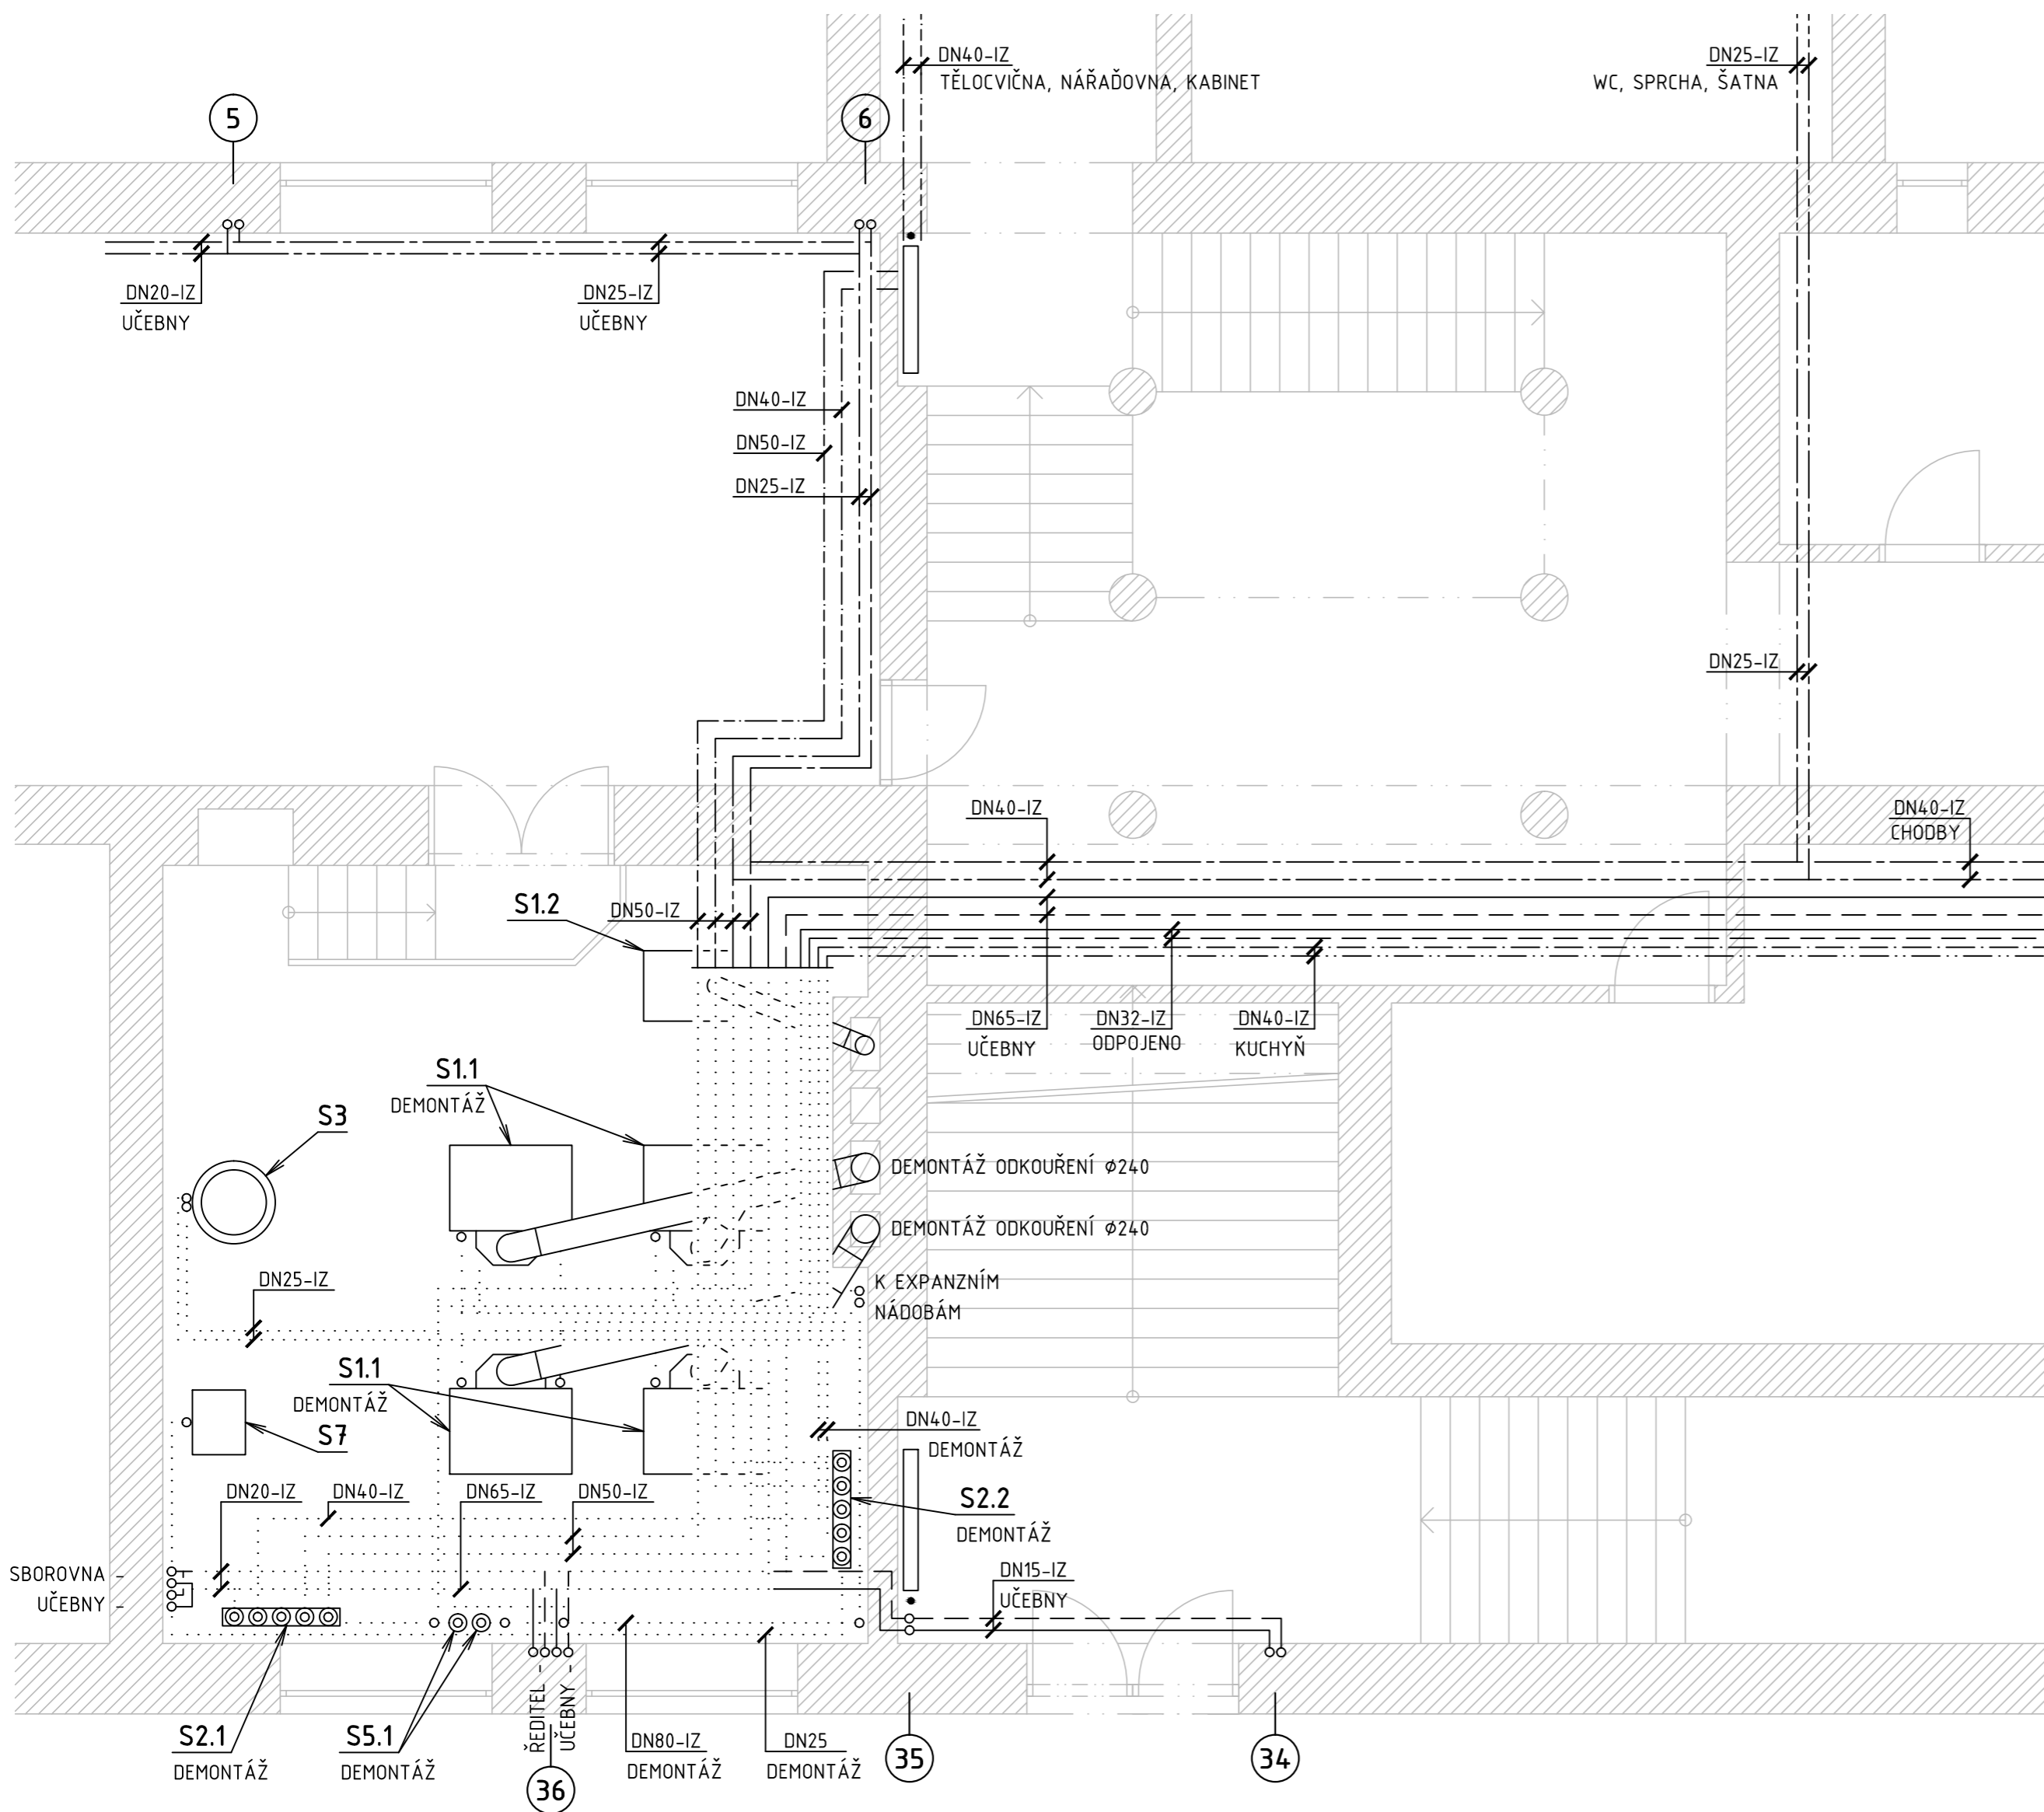 DN40-IZ
TĚLOCVIČNA, NÁŘAĎOVNA, KABINET
DN25-IZ
WC, SPRCHA, ŠATNA
5
6
DN20-IZ
UČEBNY
DN25-IZ
UČEBNY
DN40-IZ
DN50-IZ
DN25-IZ
DN25-IZ
DN40-IZ
DN40-IZ
CHODBY
S1.2
DN50-IZ
DN65-IZ
UČEBNY
DN32-IZ
ODPOJENO
DN40-IZ
KUCHYŇ
S1.1
DEMONTÁŽ
S3
DEMONTÁŽ ODKOUŘENÍ ϕ240
DEMONTÁŽ ODKOUŘENÍ ϕ240
DN25-IZ
K EXPANZNÍM
NÁDOBÁM
S1.1
DEMONTÁŽ
S7
DN40-IZ
DEMONTÁŽ
DN20-IZ
DN40-IZ
DN65-IZ
DN50-IZ
S2.2
DEMONTÁŽ
SBOROVNA
UČEBNY
DN15-IZ
UČEBNY
ŘEDITEL
UČEBNY
S2.1
DEMONTÁŽ
S5.1
DEMONTÁŽ
DN80-IZ
DEMONTÁŽ
DN25
DEMONTÁŽ
36
35
34